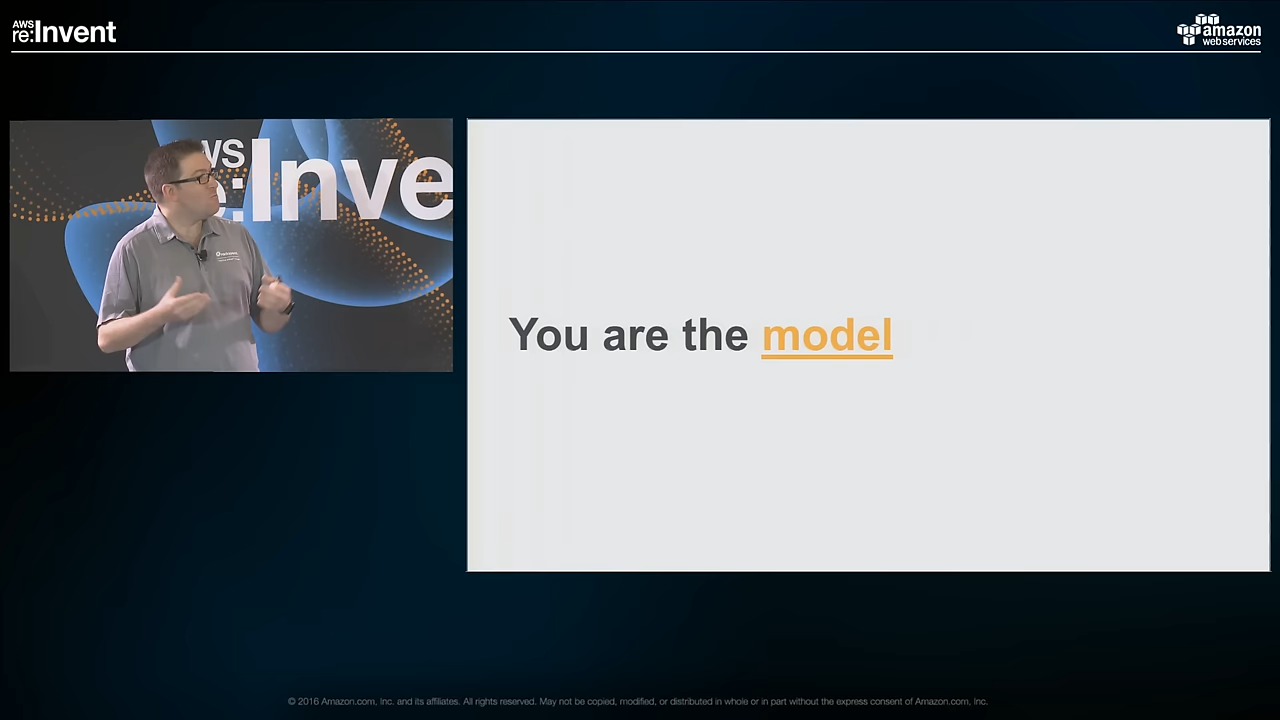 AWS
re:Invent
amazon
web services
WS
e:Inve
You are the model
© 2016 Amazon.com, Inc. and its affiliates. All rights reserved. May not be copied, modified, or distributed in whole or in part without the express consent of Amazon.com, Inc.